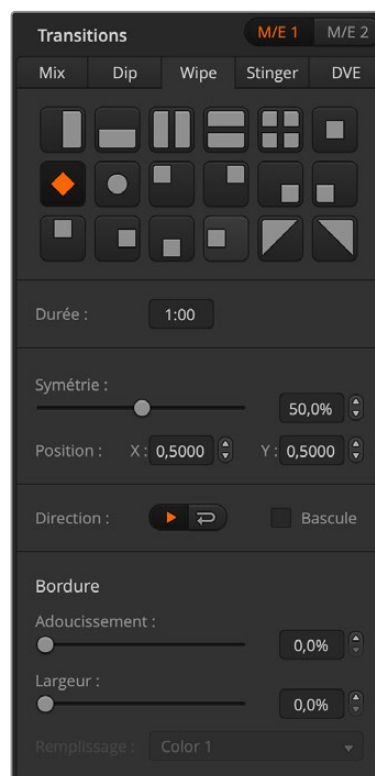 Transitions M/E 1 M/E 2
Mix Dip Wipe Stinger DVE
Durée : 1:00
Symétrie :
50,0%
Position : X : 0,5000 Y : 0,5000
Direction : Bascule
Bordure
Adoucissement :
0,0%
Largeur :
0,0%
Remplissage : Color 1